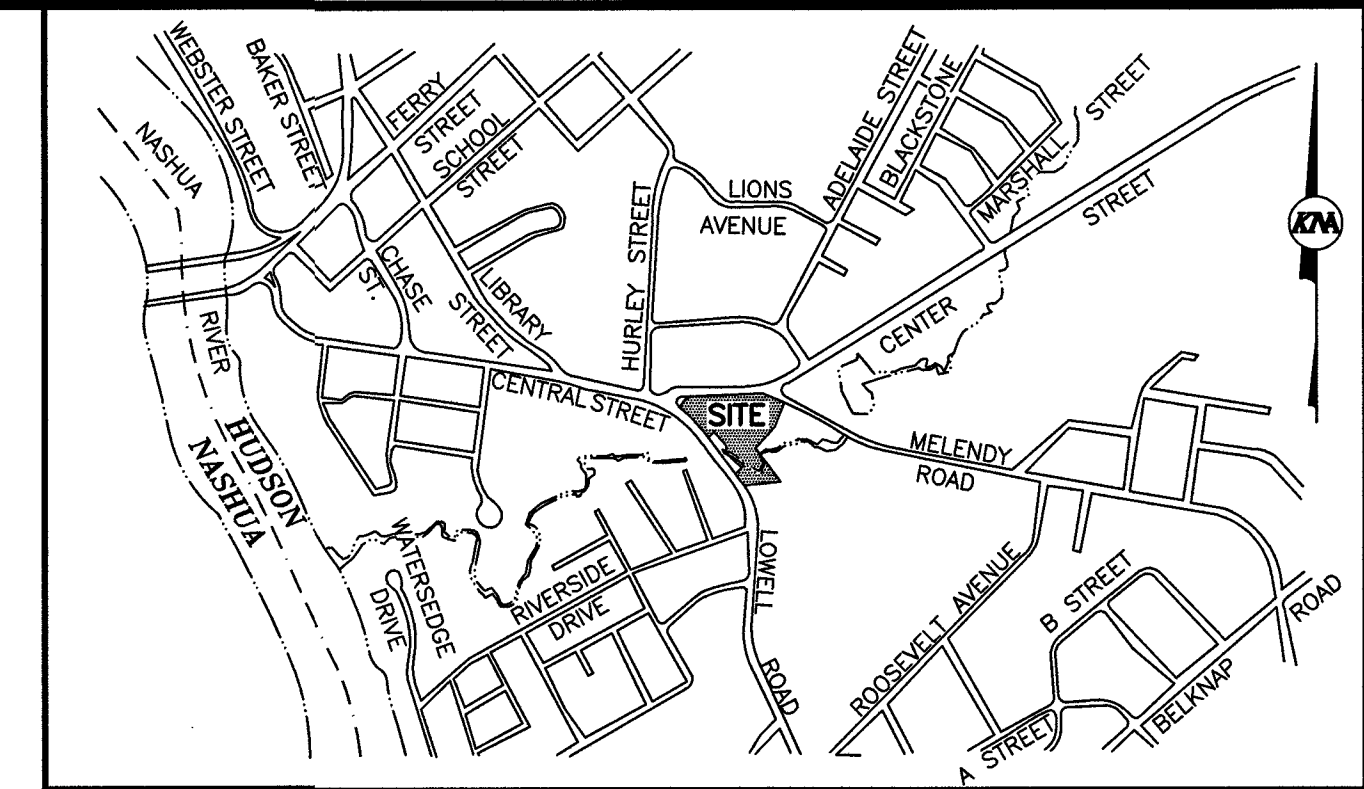 WEBSTER STREET
BAKER STREET
FERRY
STREET
SCHOOL
STREET
ADELAIDE STREET
BLACKSTONE
MARSHALL
STREET
CENTER
STREET
NASHUA
RIVER
LIONS
AVENUE
HURLEY STREET
CHASE
ST.
LIBRARY
STREET
CENTRAL STREET
SITE
KNA
MELENDY
ROAD
HUDSON
NASHUA
WATERSEDGE
DRIVE
RIVERSIDE
DRIVE
LOWELL
ROAD
ROOSEVELT AVENUE
B STREET
A STREET
BELKNAP
ROAD